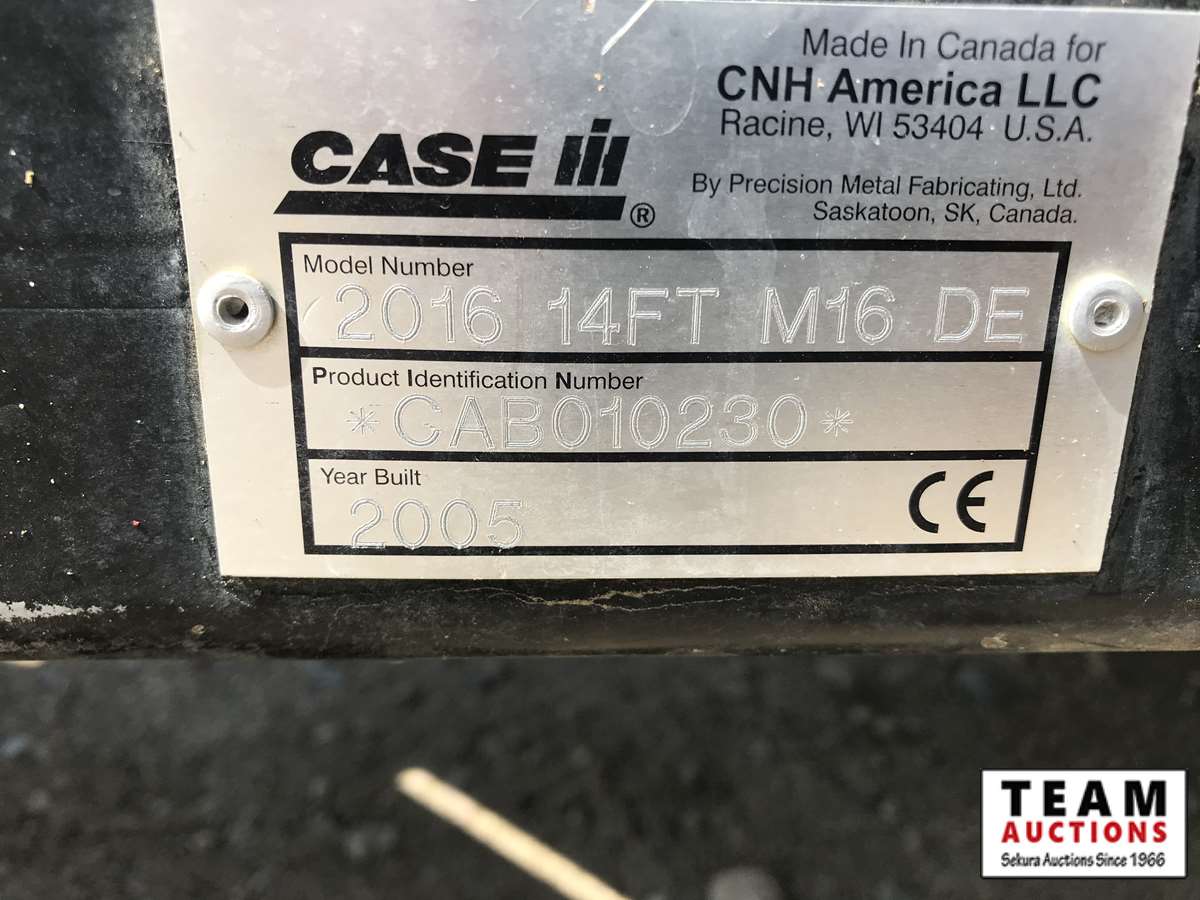 Made In Canada for
CNH America LLC
Racine, WI 53404 U.S.A.
CASE IH
®
By Precision Metal Fabricating, Ltd.
Saskatoon, SK, Canada.
Model Number
2016 14FT M16 DE
Product Identification Number
*CAB010230*
Year Built
2005
CE
TEAM
AUCTIONS
Sekura Auctions Since 1966